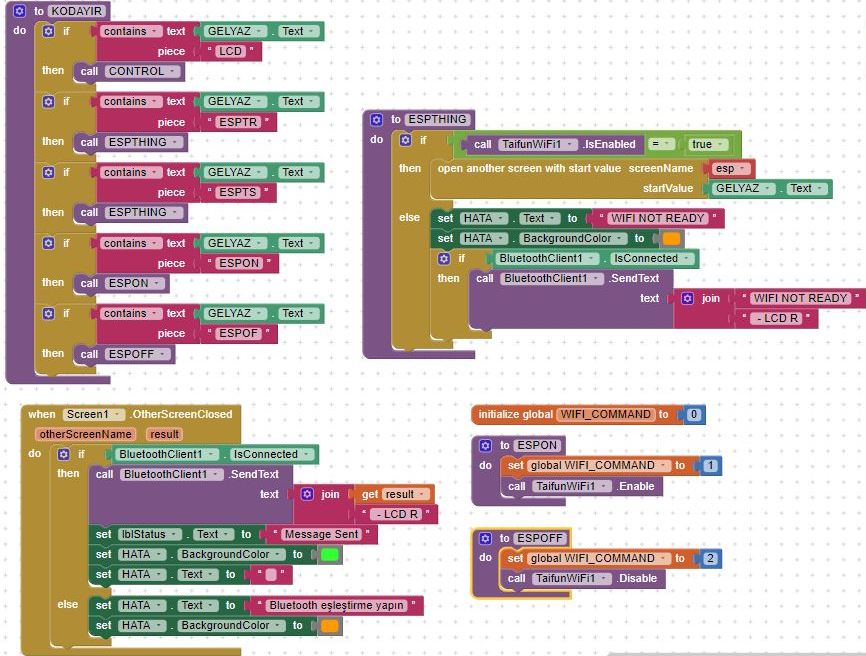 to KODAYIR
do if contains text GELYAZ . Text
piece " LCD "
then call CONTROL
if contains text GELYAZ . Text
piece " ESPTR "
then call ESPTHING
if contains text GELYAZ . Text
piece " ESPTS "
then call ESPTHING
if contains text GELYAZ . Text
piece " ESPON "
then call ESPON
if contains text GELYAZ . Text
piece " ESPOF "
then call ESPOFF
to ESPTHING
do if call TaifunWiFi1 .IsEnabled = true
then open another screen with start value screenName esp
startValue GELYAZ . Text
else set HATA . Text to " WIFI NOT READY "
set HATA . BackgroundColor to
if BluetoothClient1 . IsConnected
then call BluetoothClient1 .SendText
text join " WIFI NOT READY "
" - LCD R "
when Screen1 .OtherScreenClosed
otherScreenName result
do if BluetoothClient1 . IsConnected
then call BluetoothClient1 .SendText
text join get result
" - LCD R "
set lblStatus . Text to " Message Sent "
set HATA . BackgroundColor to
set HATA . Text to " "
else set HATA . Text to " Bluetooth eşleştirme yapın "
set HATA . BackgroundColor to
initialize global WIFI_COMMAND to 0
to ESPON
do set global WIFI_COMMAND to 1
call TaifunWiFi1 .Enable
to ESPOFF
do set global WIFI_COMMAND to 2
call TaifunWiFi1 .Disable